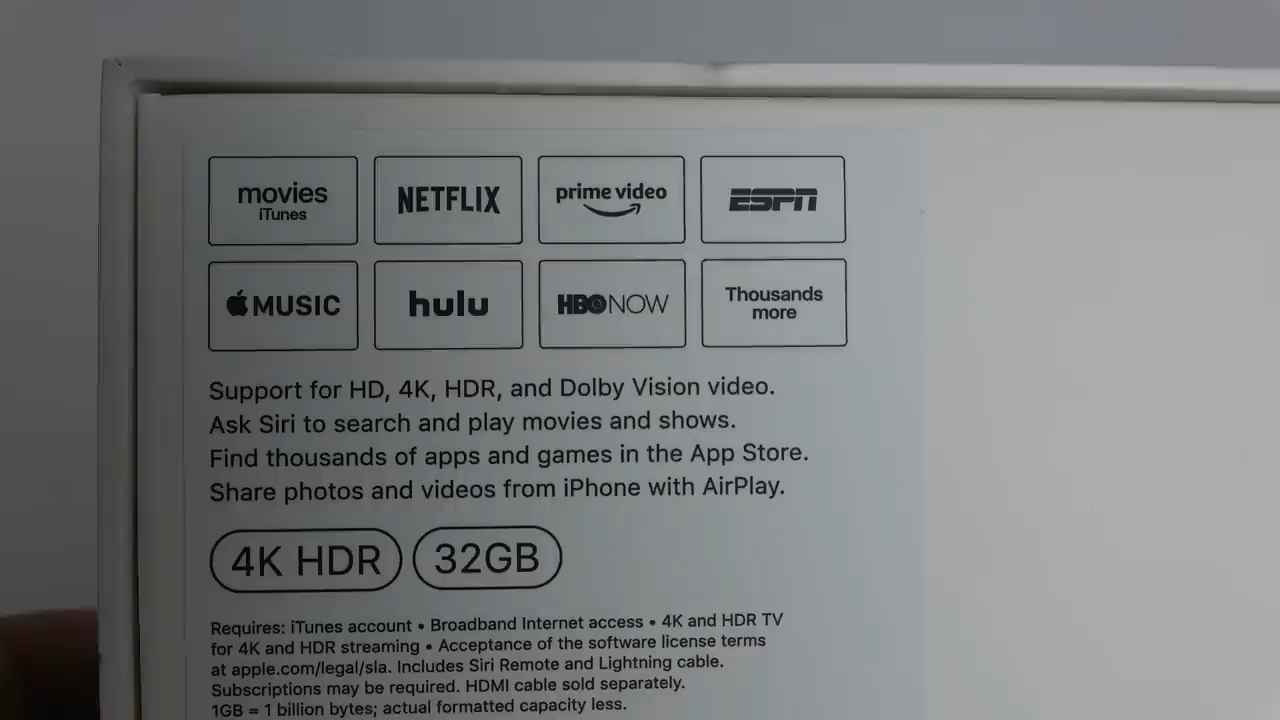 movies
iTunes
NETFLIX
prime video
ESPN
MUSIC
hulu
HBO NOW
Thousands
more
Support for HD, 4K, HDR, and Dolby Vision video.
Ask Siri to search and play movies and shows.
Find thousands of apps and games in the App Store.
Share photos and videos from iPhone with AirPlay.
4K HDR
32GB
Requires: iTunes account • Broadband Internet access • 4K and HDR TV
for 4K and HDR streaming • Acceptance of the software license terms
at apple.com/legal/sla. Includes Siri Remote and Lightning cable.
Subscriptions may be required. HDMI cable sold separately.
1GB = 1 billion bytes; actual formatted capacity less.